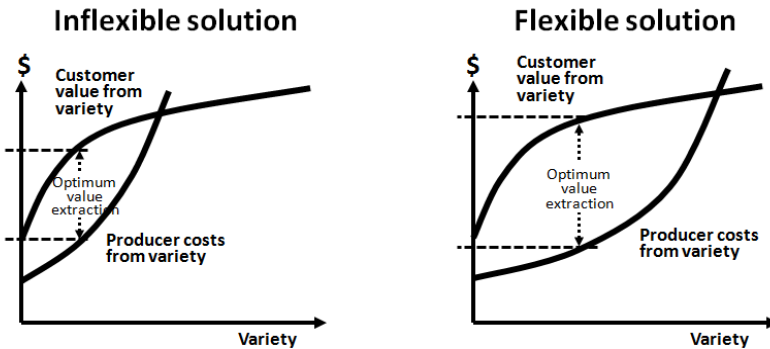 Inflexible solution
$
Customer
value from
variety
Optimum
value
extraction
Producer costs
from variety
Variety
Flexible solution
$
Customer
value from
variety
Optimum
value
extraction
Producer costs
from variety
Variety